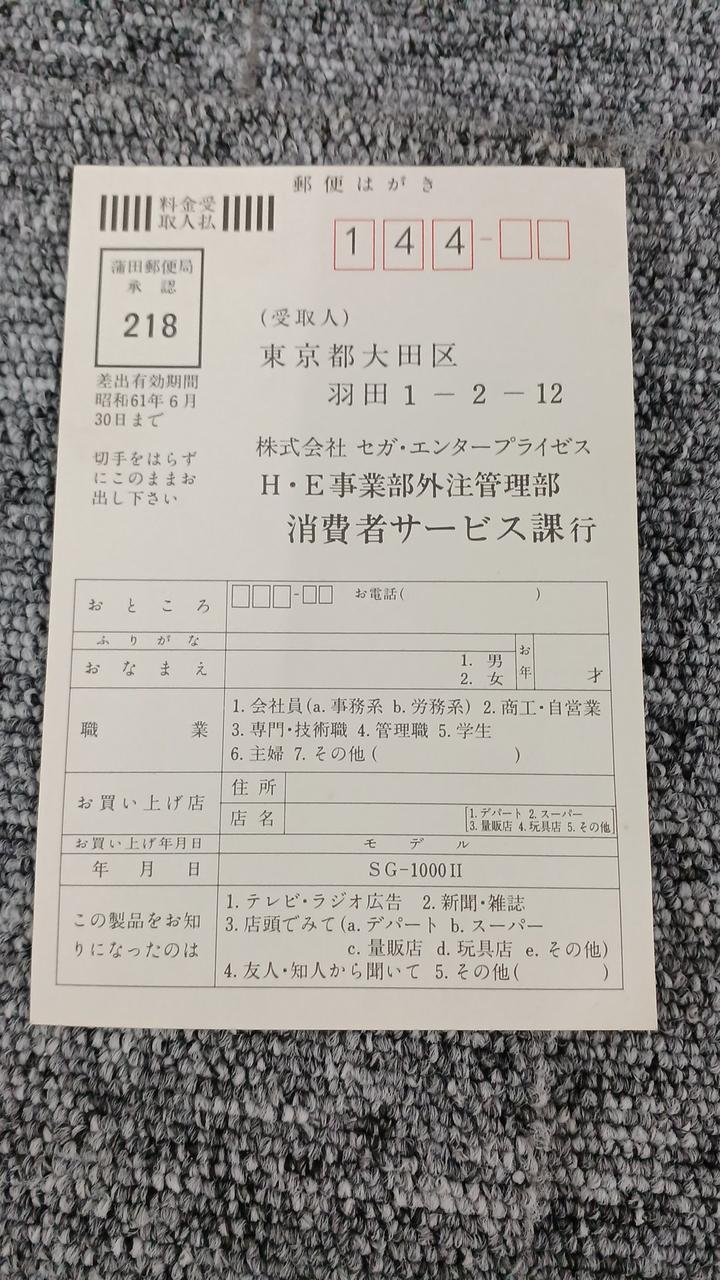 郵便はがき
料金受
取人払
144-
蒲田郵便局
承認
218
差出有効期間
昭和61年6月
30日まで
切手をはらず
にこのままお
出し下さい
(受取人)
東京都大田区
羽田1-2-12
株式会社 セガ・エンタープライゼス
H・E事業部外注管理部
消費者サービス課行
おところ
お電話( )
ふりがな
おなまえ
1. 男
2. 女
お年
才
職業
1. 会社員(a. 事務系 b. 労務系) 2. 商工・自営業
3. 専門・技術職 4. 管理職 5. 学生
6. 主婦 7. その他 ( )
お買い上げ店
住所
店名
1. デパート 2. スーパー
3. 量販店 4. 玩具店 5. その他
お買い上げ年月日
モデル
年 月 日
SG-1000II
この製品をお知
りになったのは
1. テレビ・ラジオ広告 2. 新聞・雑誌
3. 店頭でみて(a. デパート b. スーパー
c. 量販店 d. 玩具店 e. その他)
4. 友人・知人から聞いて 5. その他( )